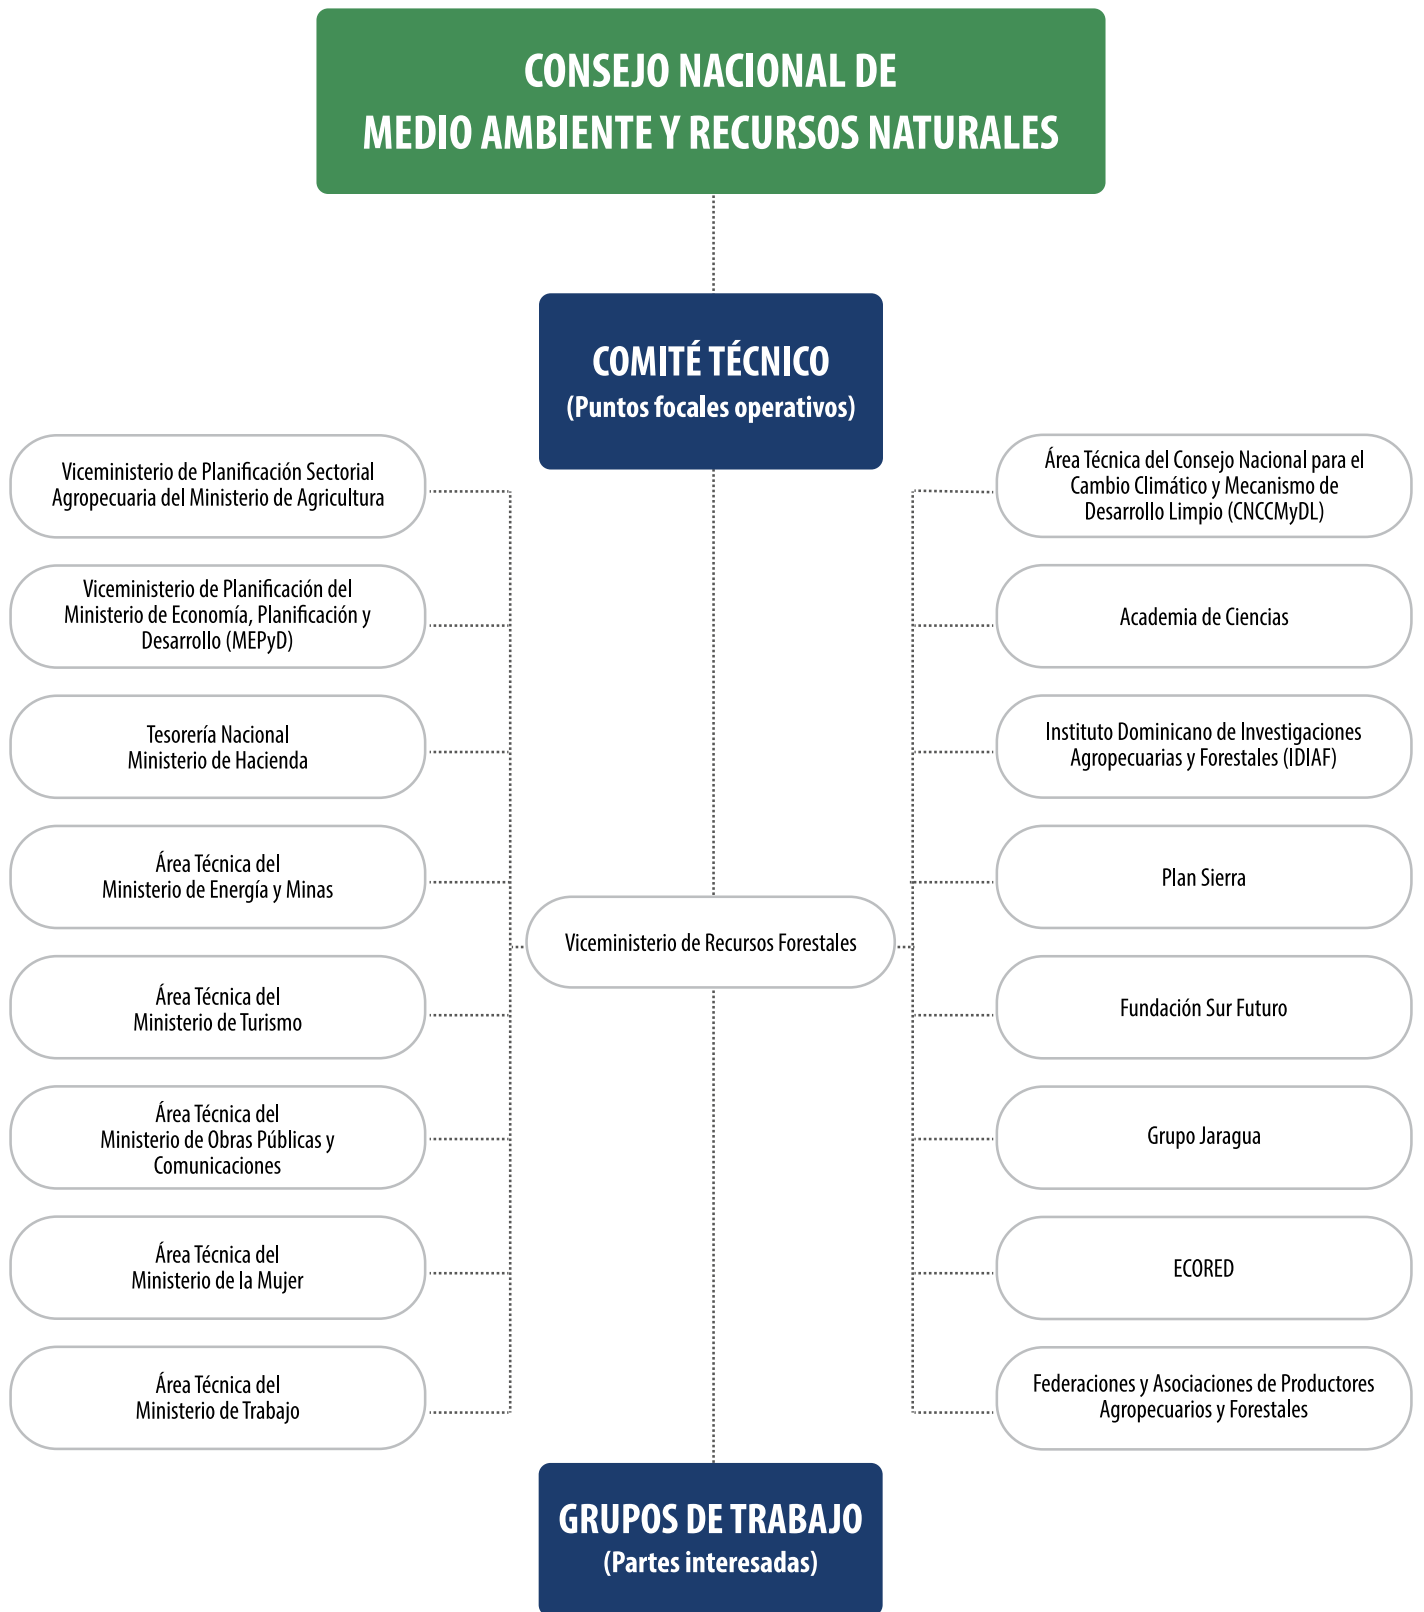 CONSEJO NACIONAL DE
MEDIO AMBIENTE Y RECURSOS NATURALES
COMITÉ TÉCNICO
(Puntos focales operativos)
Viceministerio de Planificación Sectorial
Agropecuaria del Ministerio de Agricultura
Viceministerio de Planificación del
Ministerio de Economía, Planificación y
Desarrollo (MEPyD)
Tesorería Nacional
Ministerio de Hacienda
Área Técnica del
Ministerio de Energía y Minas
Área Técnica del
Ministerio de Turismo
Área Técnica del
Ministerio de Obras Públicas y
Comunicaciones
Área Técnica del
Ministerio de la Mujer
Área Técnica del
Ministerio de Trabajo
Viceministerio de Recursos Forestales
Área Técnica del Consejo Nacional para el
Cambio Climático y Mecanismo de
Desarrollo Limpio (CNCCMyDL)
Academia de Ciencias
Instituto Dominicano de Investigaciones
Agropecuarias y Forestales (IDIAF)
Plan Sierra
Fundación Sur Futuro
Grupo Jaragua
ECORED
Federaciones y Asociaciones de Productores
Agropecuarios y Forestales
GRUPOS DE TRABAJO
(Partes interesadas)